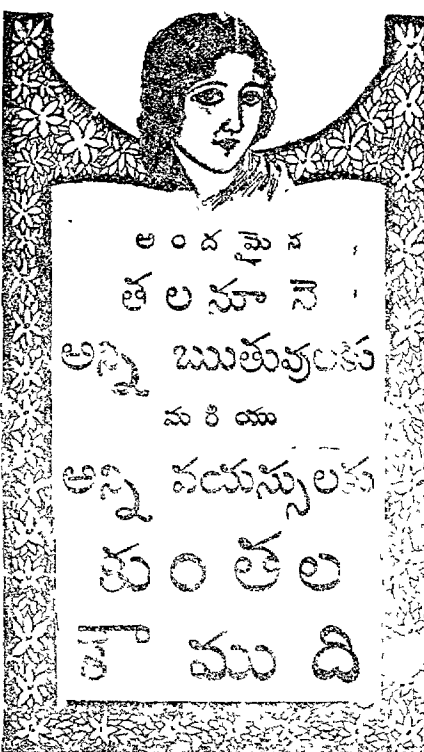 అందమైన
తలనూనె
అన్ని ఋతువులకు
మరియు
అన్ని వయస్సులకు
కుంతల
కౌముది